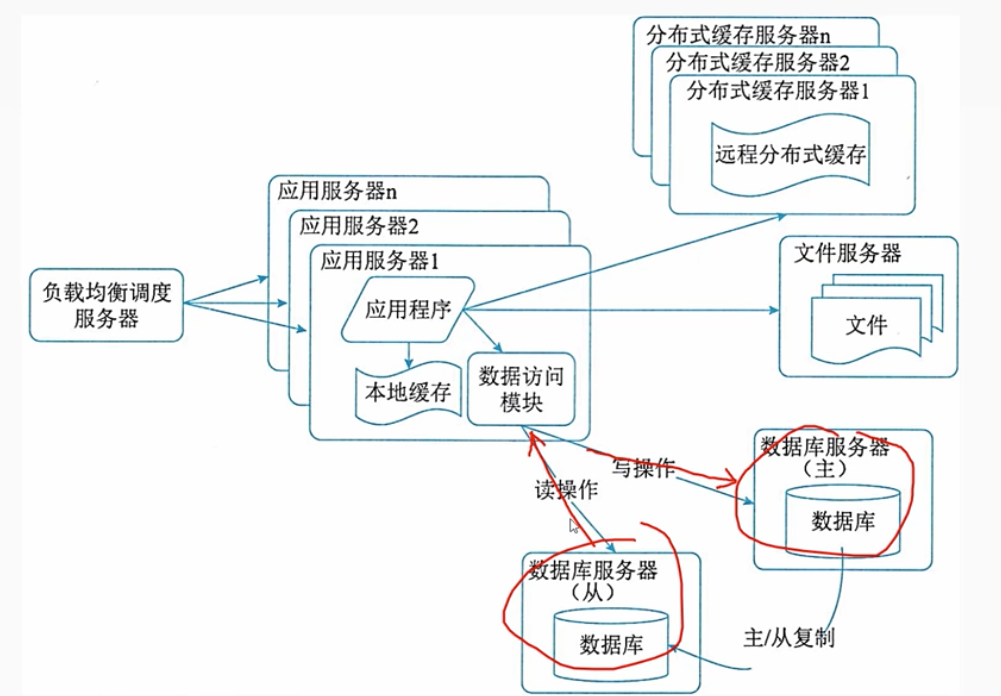 分布式缓存服务器n
分布式缓存服务器2
分布式缓存服务器1
远程分布式缓存
应用服务器n
应用服务器2
应用服务器1
应用程序
本地缓存
数据访问
模块
负载均衡调度
服务器
文件服务器
文件
写操作
读操作
数据库服务器
（主）
数据库
数据库服务器
（从）
数据库
主/从复制